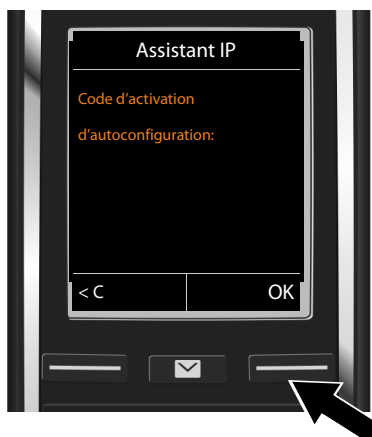 Assistant IP
Code d’activation
d’autoconfiguration:
< C OK